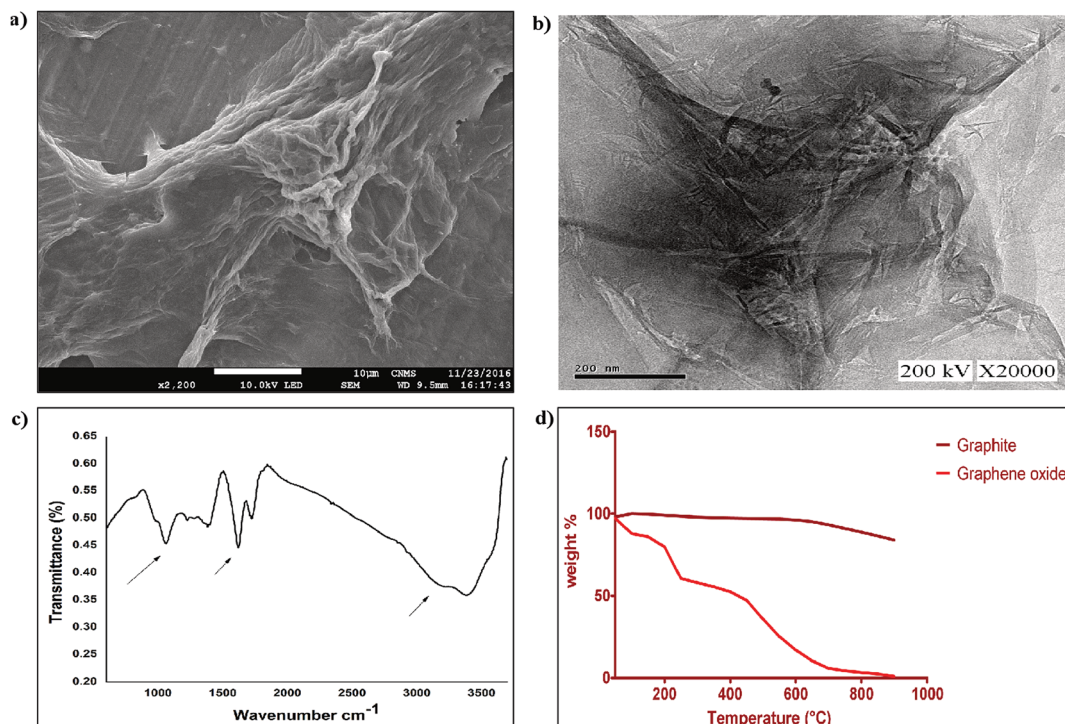 a)
10µm CNMS 11/23/2016
x2,200 10.0kV LED SEM WD 9.5mm 16:17:43
b)
200 nm
200 kV X20000
c)
0.65
0.60
0.55
0.50
0.45
0.40
0.35
0.30
0.25
0.20
Transmittance (%)
1000 1500 2000 2500 3000 3500
Wavenumber cm-1
d)
150
100
50
0
weight %
Graphite
Graphene oxide
200 400 600 800 1000
Temperature (°C)